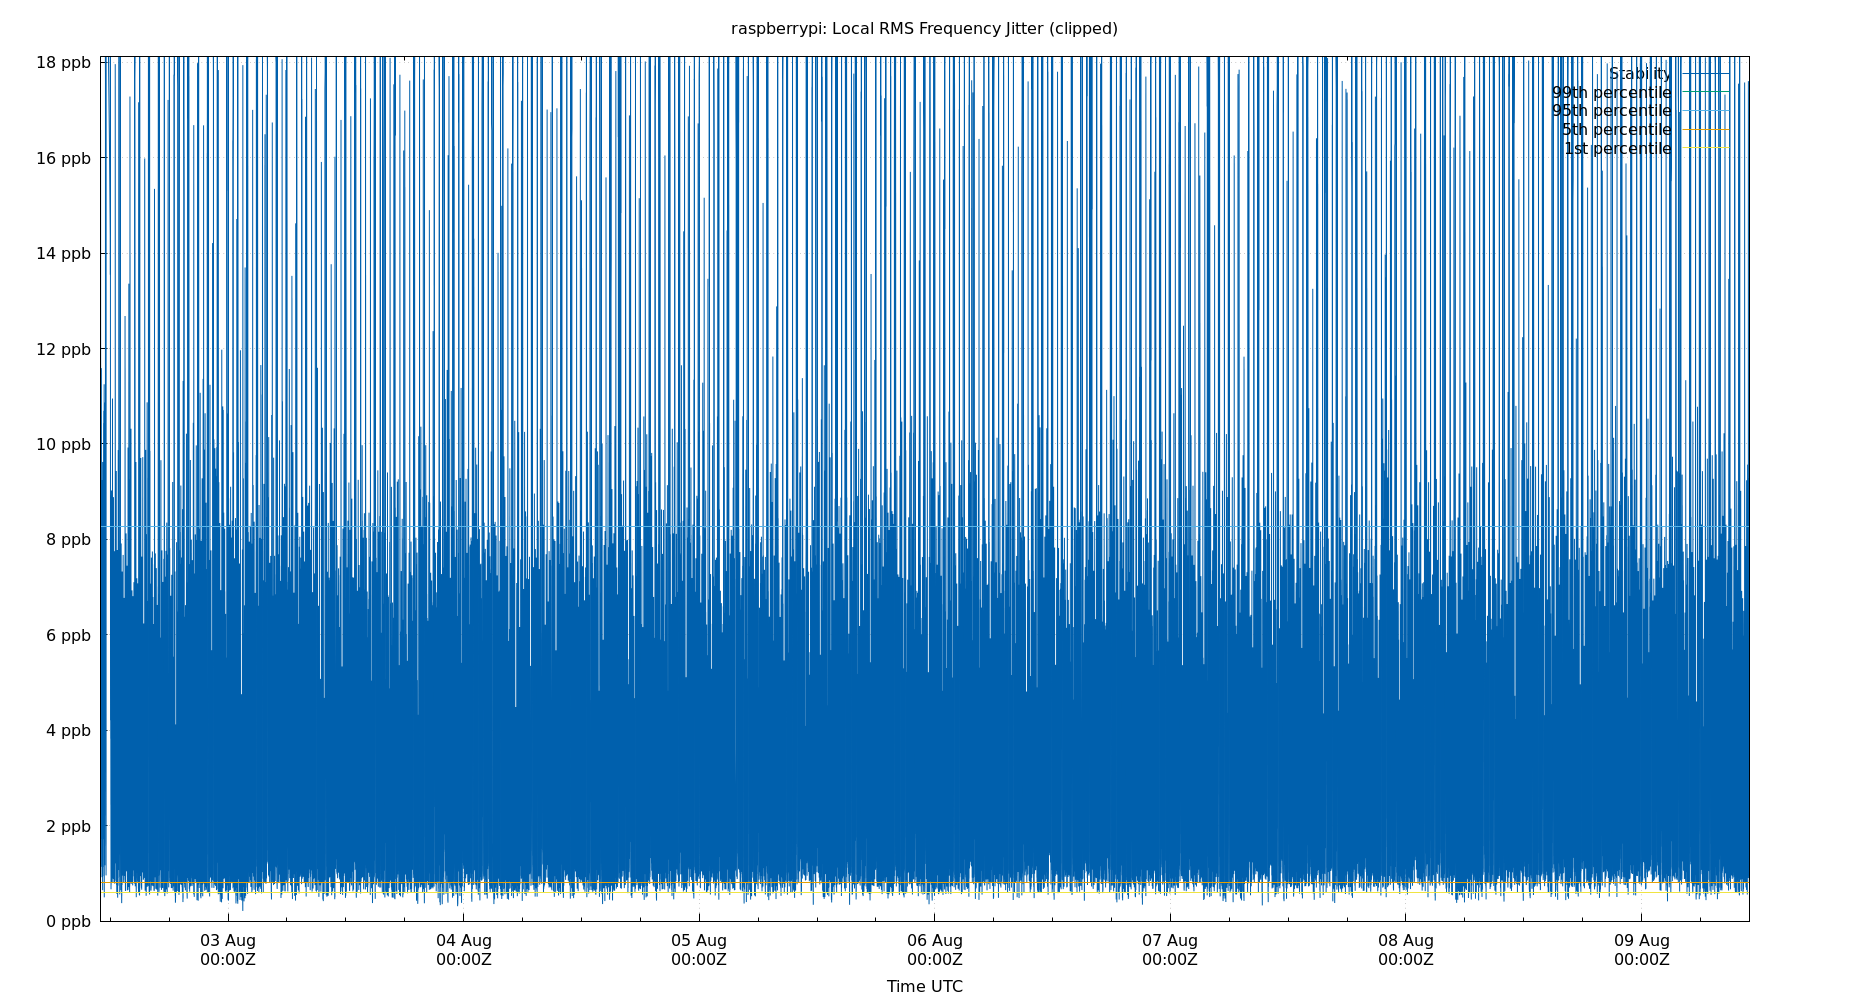 raspberrypi: Local RMS Frequency Jitter (clipped)
18 ppb
16 ppb
14 ppb
12 ppb
10 ppb
8 ppb
6 ppb
4 ppb
2 ppb
0 ppb
Stability
99th percentile
95th percentile
5th percentile
1st percentile
03 Aug
00:00Z
04 Aug
00:00Z
05 Aug
00:00Z
06 Aug
00:00Z
07 Aug
00:00Z
08 Aug
00:00Z
09 Aug
00:00Z
Time UTC